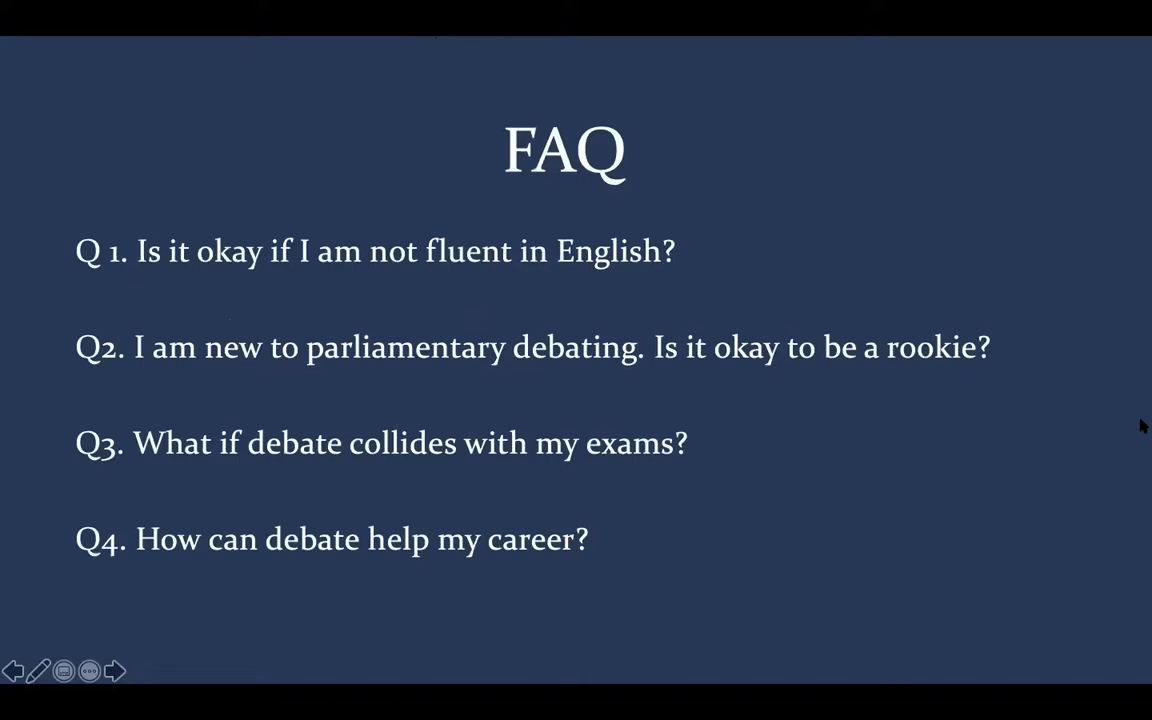 FAQ
Q 1. Is it okay if I am not fluent in English?
Q2. I am new to parliamentary debating. Is it okay to be a rookie?
Q3. What if debate collides with my exams?
Q4. How can debate help my career?